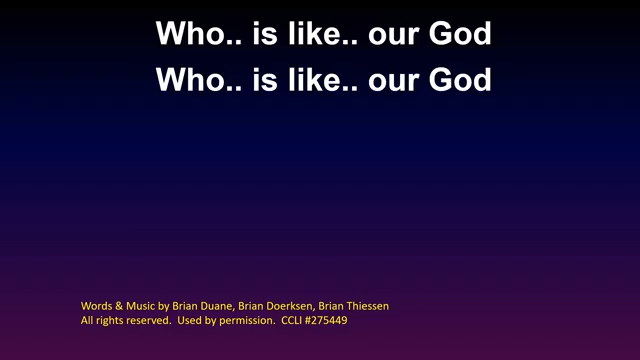 Who.. is like.. our God
Who.. is like.. our God
Words & Music by Brian Duane, Brian Doerksen, Brian Thiessen
All rights reserved.  Used by permission.  CCLI #275449